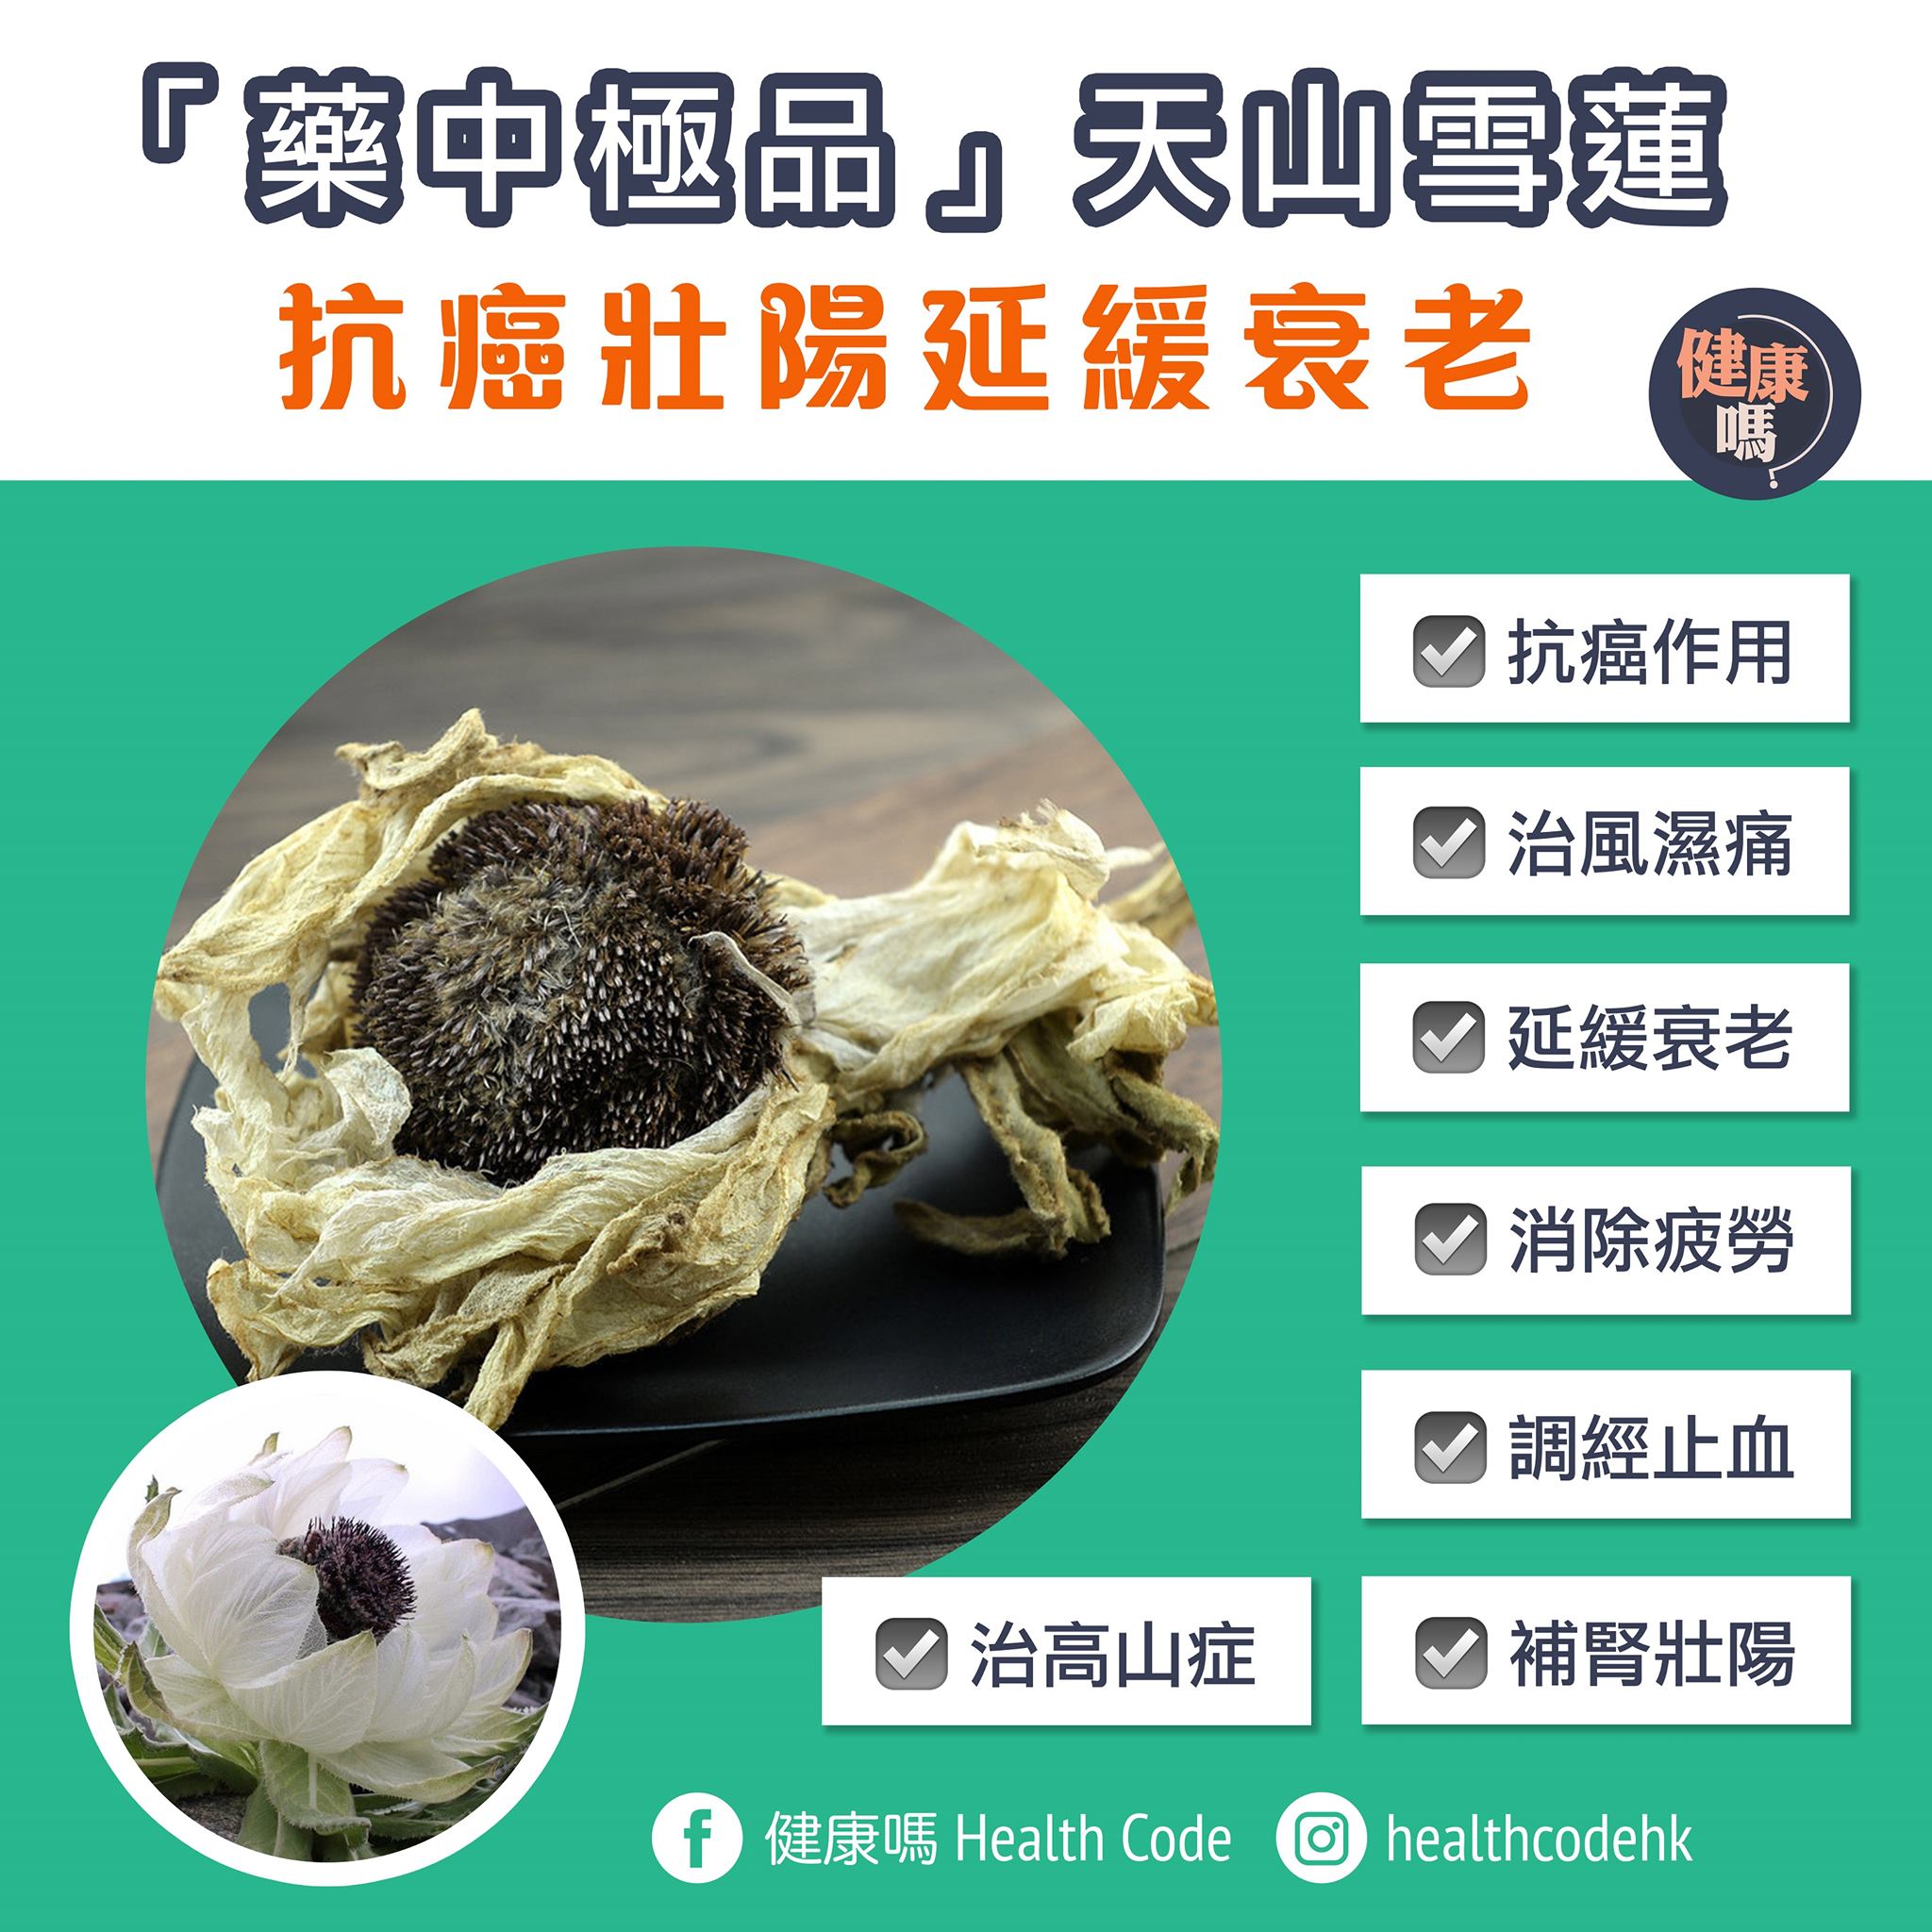 『藥中極品』天山雪蓮
抗癌壯陽延緩衰老
健康
嗎?
抗癌作用
治風濕痛
延緩衰老
消除疲勞
調經止血
治高山症
補腎壯陽
健康嗎 Health Code
healthcodehk